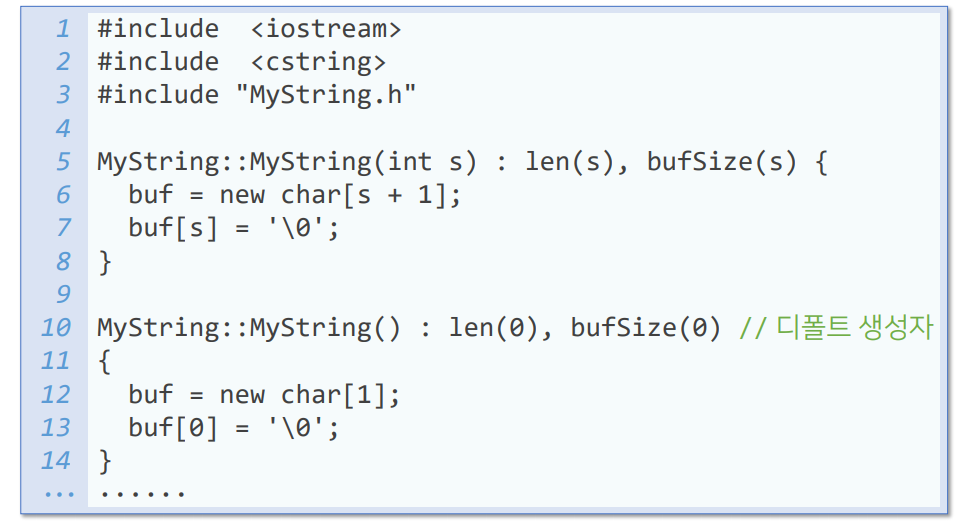 1 #include  <iostream>
2 #include  <cstring>
3 #include "MyString.h"
4
5 MyString::MyString(int s) : len(s), bufSize(s) {
6   buf = new char[s + 1];
7   buf[s] = '\0';
8 }
9
10 MyString::MyString() : len(0), bufSize(0) // 디폴트 생성자
11 {
12   buf = new char[1];
13   buf[0] = '\0';
14 }
... ......